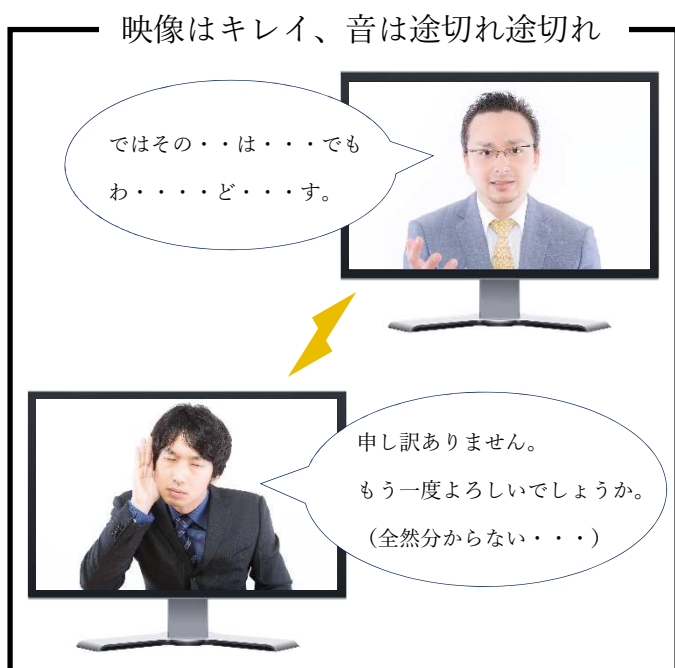 映像はキレイ、音は途切れ途切れ
ではその・・は・・・でも
わ・・・・ど・・・す。
申し訳ありません。
もう一度よろしいでしょうか。
（全然分からない・・・）